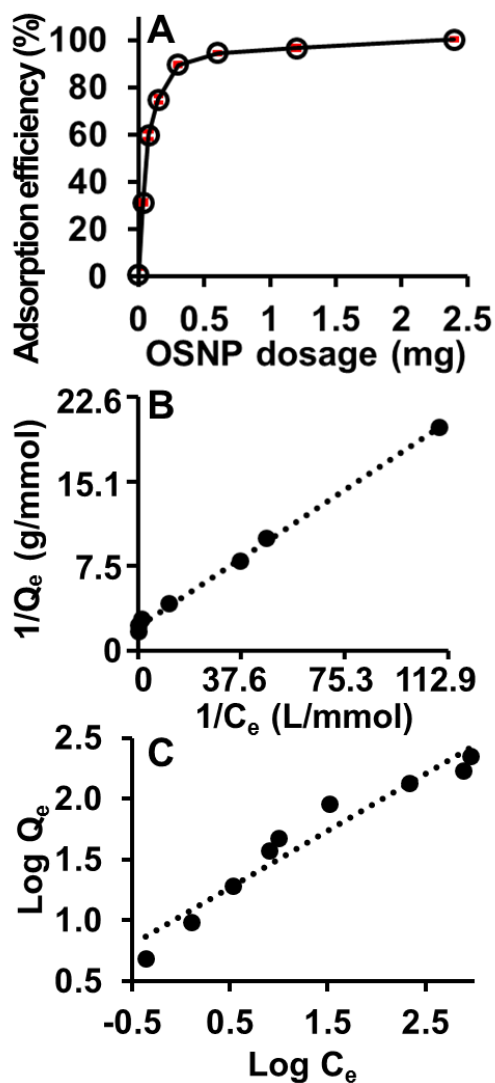 A
Adsorption efficiency (%)
100
80
60
40
20
0
0 0.5 1 1.5 2 2.5
OSNP dosage (mg)
B
1/Qe (g/mmol)
22.6
15.1
7.5
0
0 37.6 75.3 112.9
1/Ce (L/mmol)
C
Log Qe
2.5
2.0
1.5
1.0
0.5
-0.5 0.5 1.5 2.5
Log Ce